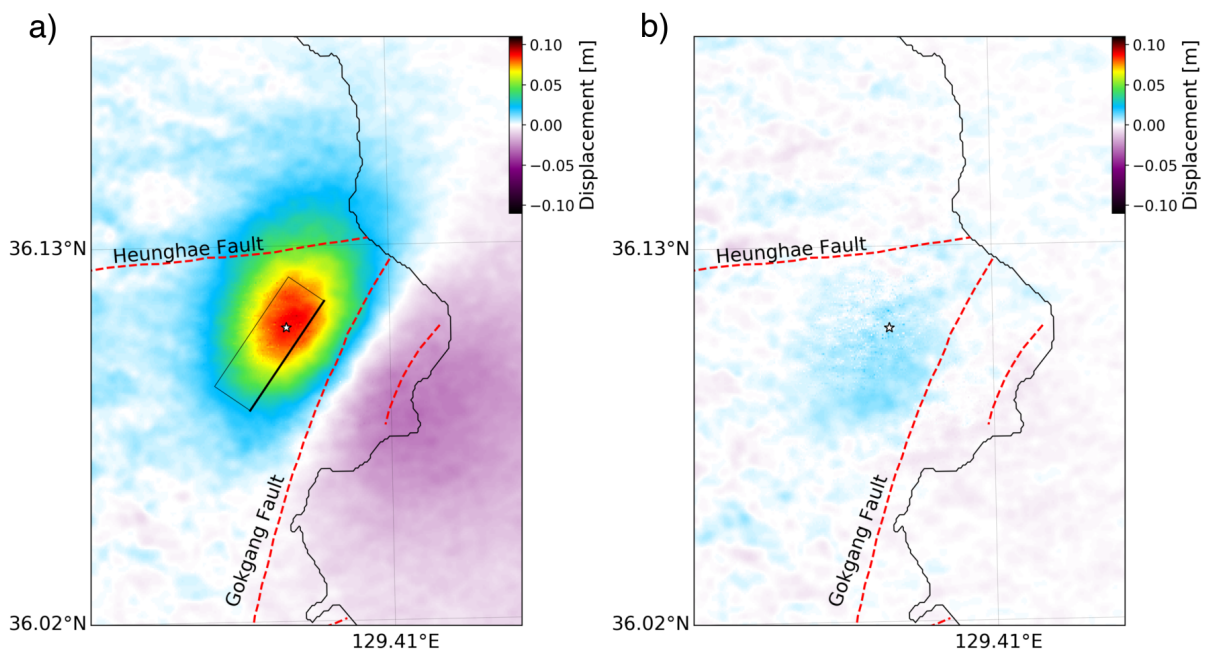 a)
0.10
0.05
0.00
−0.05
−0.10
Displacement [m]
36.13°N
Heunghae Fault
Gokgang Fault
36.02°N
129.41°E
b)
0.10
0.05
0.00
−0.05
−0.10
Displacement [m]
36.13°N
Heunghae Fault
Gokgang Fault
36.02°N
129.41°E